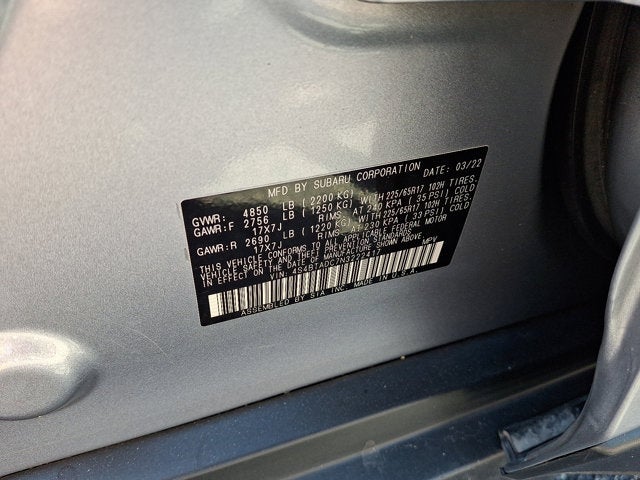 MFD BY SUBARU CORPORATION DATE: 03/22
GVWR: 4850 LB ( 2200 KG)
GAWR:F 2756 LB ( 1250 KG) WITH 225/65R17 102H TIRES.
17X7J RIMS. AT 240 KPA ( 35 PSI) COLD
GAWR:R 2690 LB ( 1220 KG) WITH 225/65R17 102H TIRES.
17X7J RIMS. AT 230 KPA ( 33 PSI) COLD
THIS VEHICLE CONFORMS TO ALL APPLICABLE FEDERAL MOTOR
VEHICLE SAFETY, BUMPER, AND THEFT PREVENTION STANDARDS
IN EFFECT ON THE DATE OF MANUFACTURE SHOWN ABOVE.
VIN: MPV
ASSEMBLED BY SIA, INC. MADE IN U.S.A.